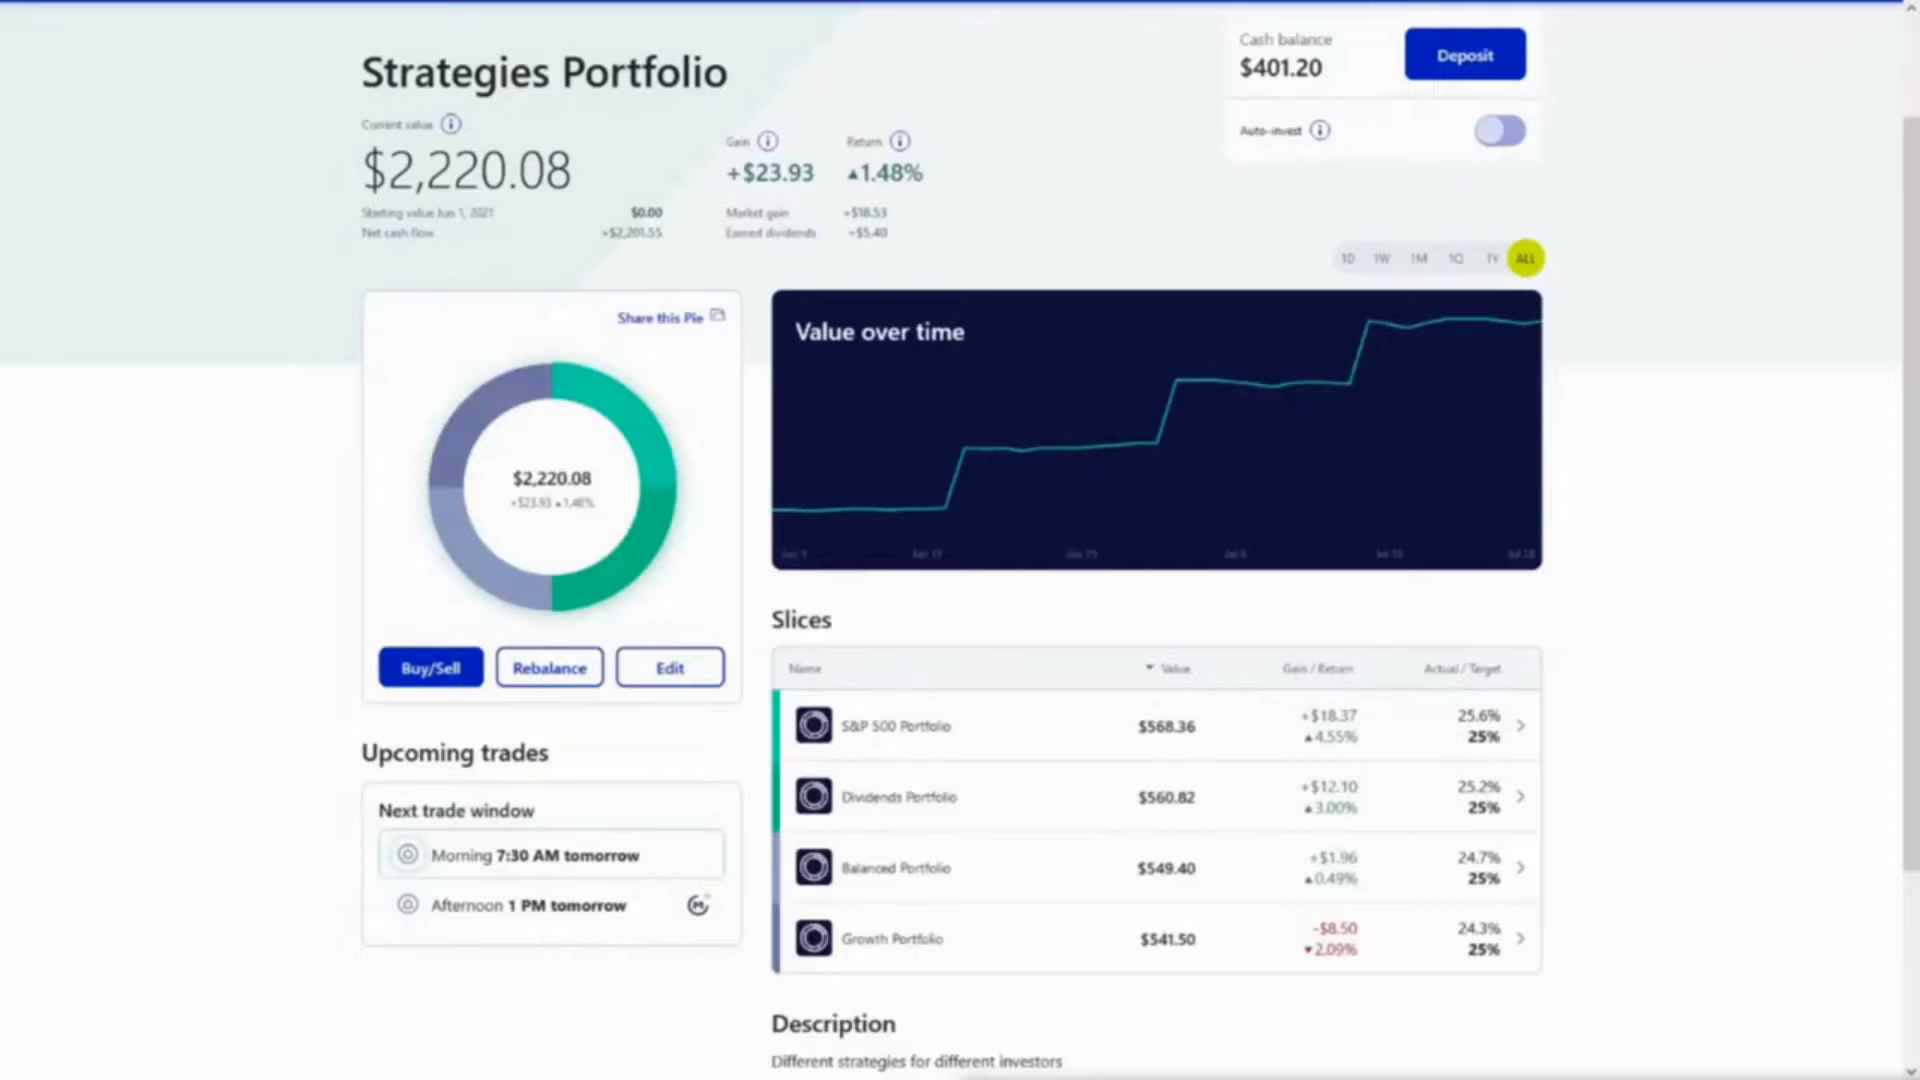 Strategies Portfolio
Cash balance
$401.20
Deposit
Current value
$2,220.08
Gain
+$23.93
Return
▲1.48%
Auto-invest
Starting value Jun 1, 2021 $0.00
Net cash flow +$2,201.55
Market gain +$18.53
Earned dividends +$5.40
1D 1W 1M 1Q 1Y ALL
Share this Pie
$2,220.08
+$23.93 ▲1.48%
Buy/Sell Rebalance Edit
Value over time
Slices
Name ▼ Value Gain / Return Actual / Target
S&P 500 Portfolio $568.36 +$18.37 25.6%
▲4.55% 25%
Dividends Portfolio $560.82 +$12.10 25.2%
▲3.00% 25%
Balanced Portfolio $549.40 +$1.96 24.7%
▲0.49% 25%
Growth Portfolio $541.50 -$8.50 24.3%
▼2.09% 25%
Upcoming trades
Next trade window
Morning 7:30 AM tomorrow
Afternoon 1 PM tomorrow
Description
Different strategies for different investors